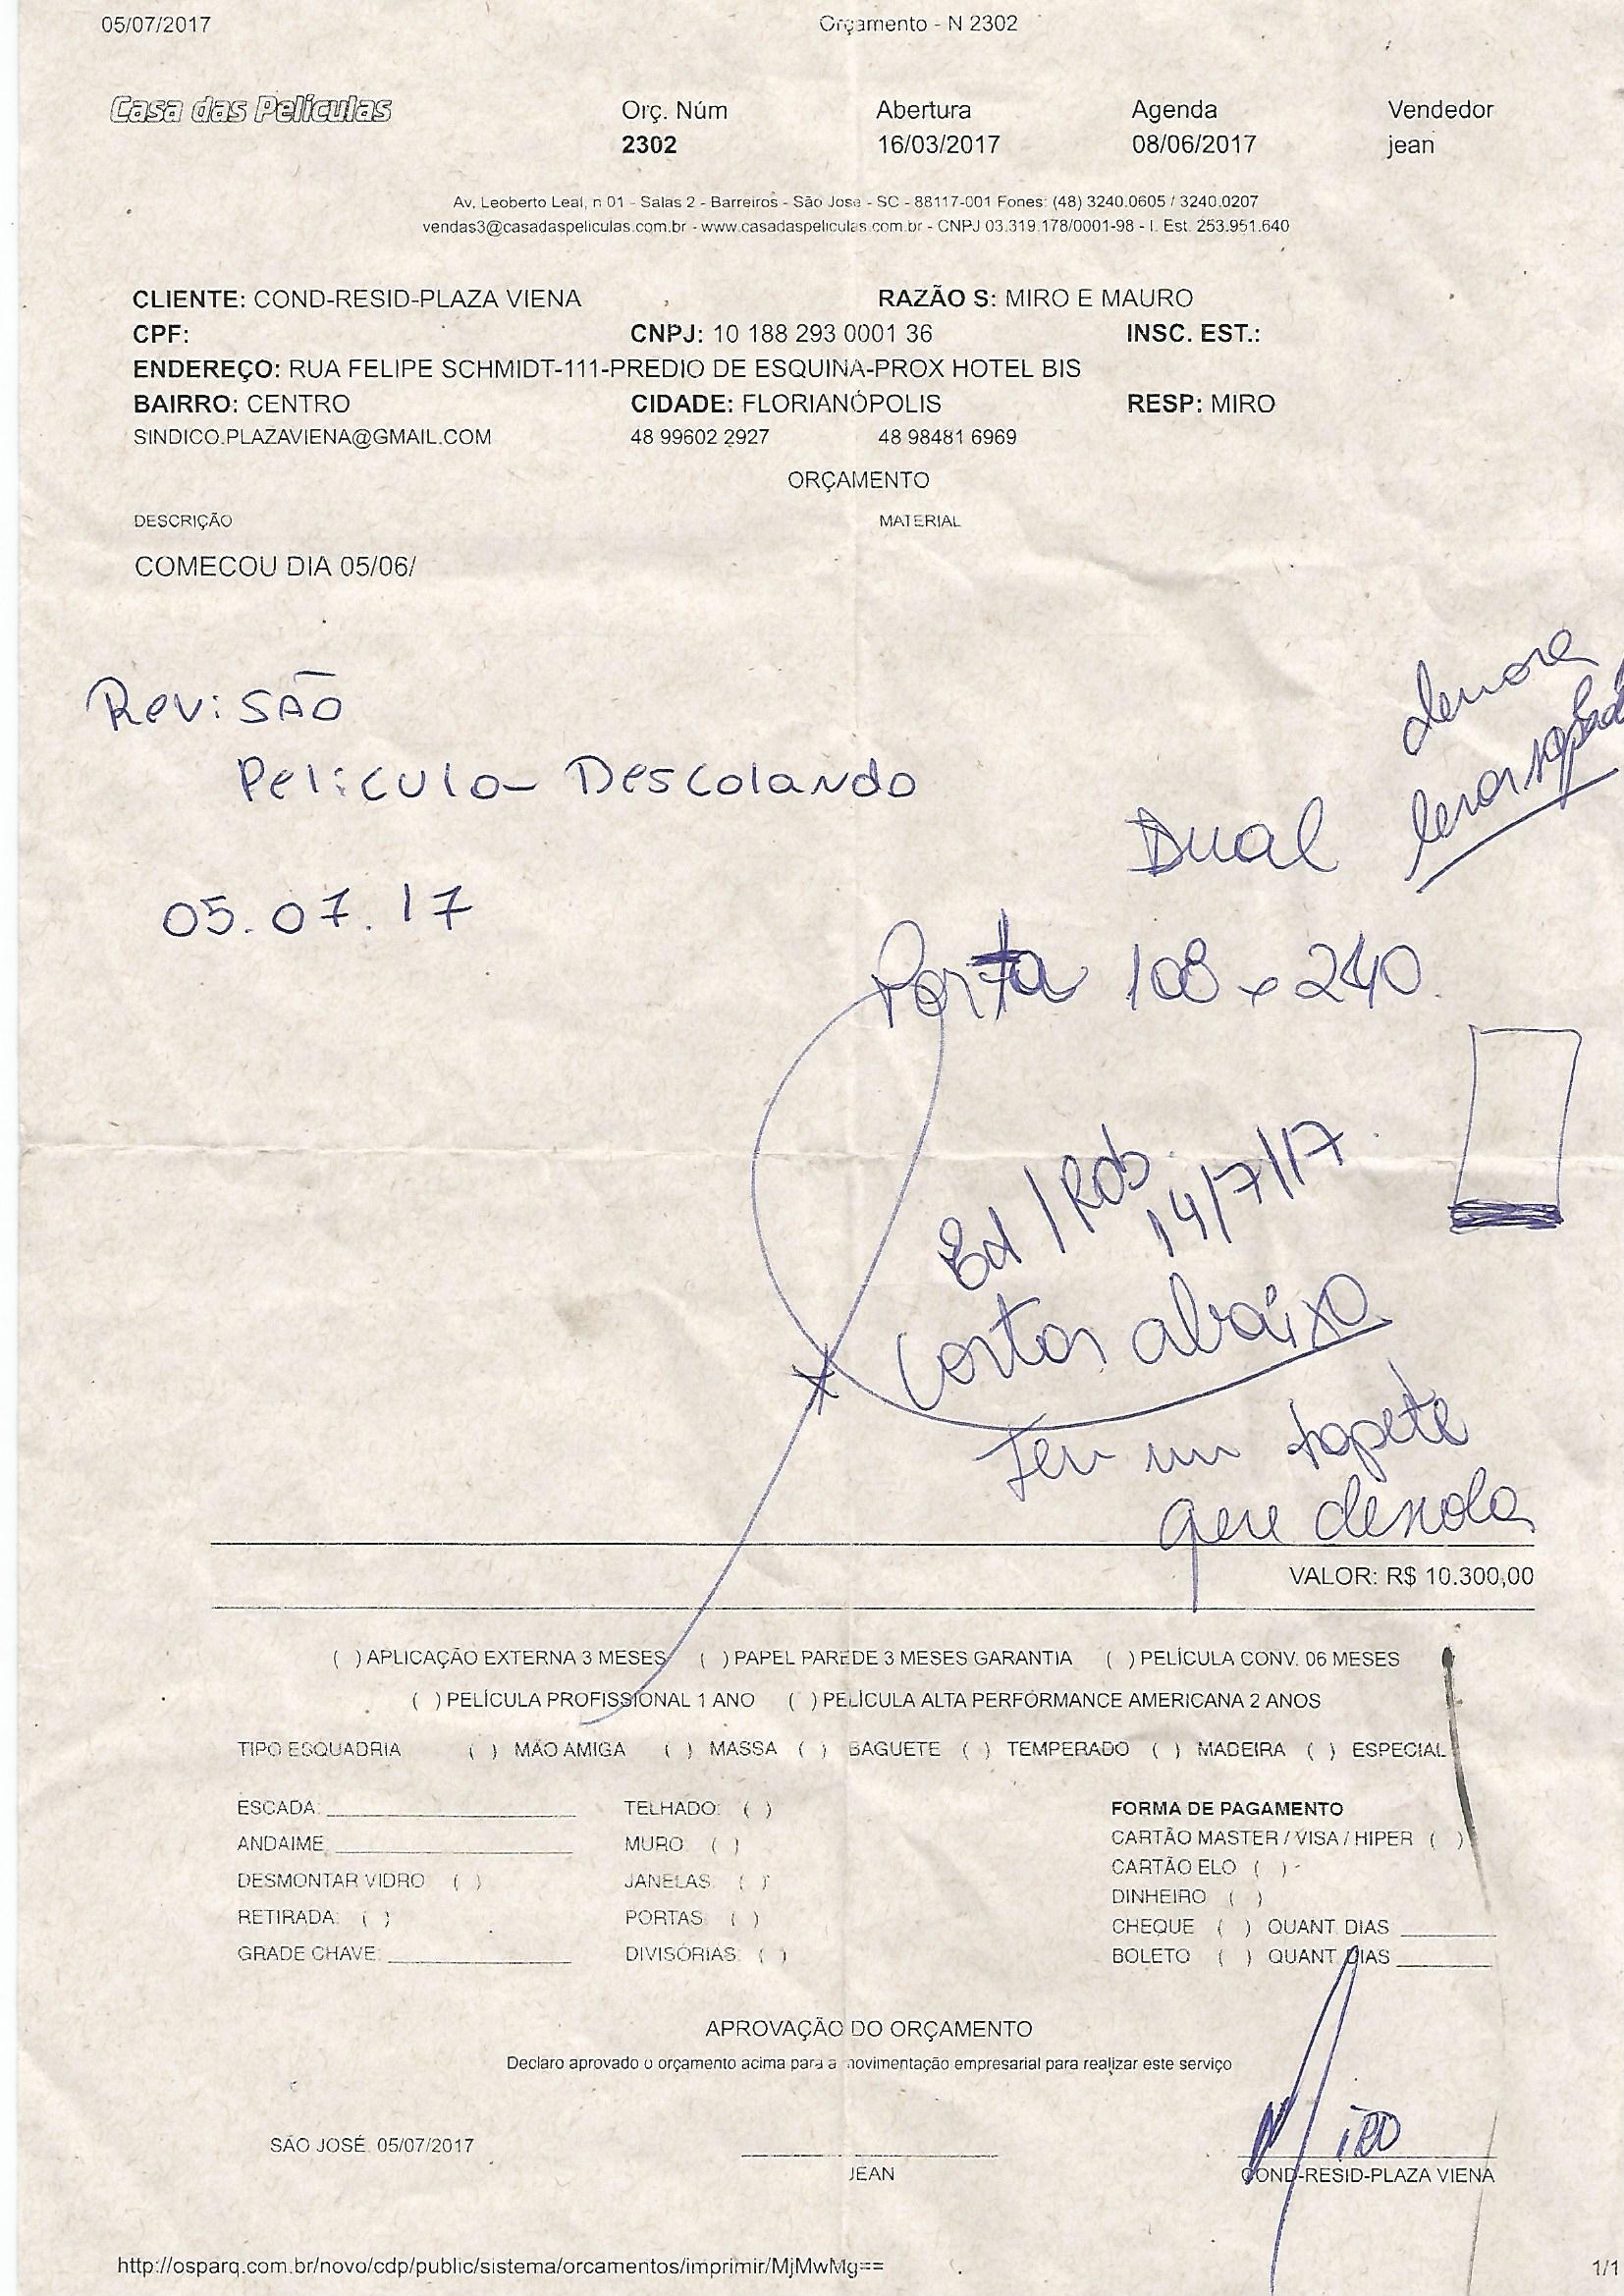 05/07/2017 Orçamento - N 2302
Casa das Películas Orç. Núm Abertura Agenda Vendedor
2302 16/03/2017 08/06/2017 jean
Av. Leoberto Leal, n 01 - Salas 2 - Barreiros - São Jose - SC - 88117-001 Fones: (48) 3240.0605 / 3240.0207
vendas3@casadaspeliculas.com.br - www.casadaspeliculas.com.br - CNPJ 03.319.178/0001-98 - I. Est. 253.951.640
CLIENTE: COND-RESID-PLAZA VIENA RAZÃO S: MIRO E MAURO
CPF: CNPJ: 10 188 293 0001 36 INSC. EST.:
ENDEREÇO: RUA FELIPE SCHMIDT-111-PREDIO DE ESQUINA-PROX HOTEL BIS
BAIRRO: CENTRO CIDADE: FLORIANÓPOLIS RESP: MIRO
SINDICO.PLAZAVIENA@GMAIL.COM 48 99602 2927 48 98481 6969
ORÇAMENTO
DESCRIÇÃO MATERIAL
COMECOU DIA 05/06/
Revisão
Pelicula Descolando
Dual
05.07.17
Porta 108 x 240
14/7/17
Cortar abaixo
Tem um tapete
que
VALOR: R$ 10.300,00
( ) APLICAÇÃO EXTERNA 3 MESES ( ) PAPEL PAREDE 3 MESES GARANTIA ( ) PELÍCULA CONV. 06 MESES
( ) PELÍCULA PROFISSIONAL 1 ANO ( ) PELÍCULA ALTA PERFORMANCE AMERICANA 2 ANOS
TIPO ESQUADRIA ( ) MÃO AMIGA ( ) MASSA ( ) BAGUETE ( ) TEMPERADO ( ) MADEIRA ( ) ESPECIAL
ESCADA: TELHADO: ( ) FORMA DE PAGAMENTO
ANDAIME MURO ( ) CARTÃO MASTER / VISA / HIPER ( )
DESMONTAR VIDRO ( ) JANELAS ( ) CARTÃO ELO ( )
RETIRADA: ( ) PORTAS ( ) DINHEIRO ( )
GRADE CHAVE: DIVISÓRIAS ( ) CHEQUE ( ) QUANT DIAS
BOLETO ( ) QUANT DIAS
APROVAÇÃO DO ORÇAMENTO
Declaro aprovado o orçamento acima para a movimentação empresarial para realizar este serviço
SÃO JOSÉ. 05/07/2017 Miro
JEAN COND-RESID-PLAZA VIENA
http://osparq.com.br/novo/cdp/public/sistema/orcamentos/imprimir/MjMwMg== 1/1